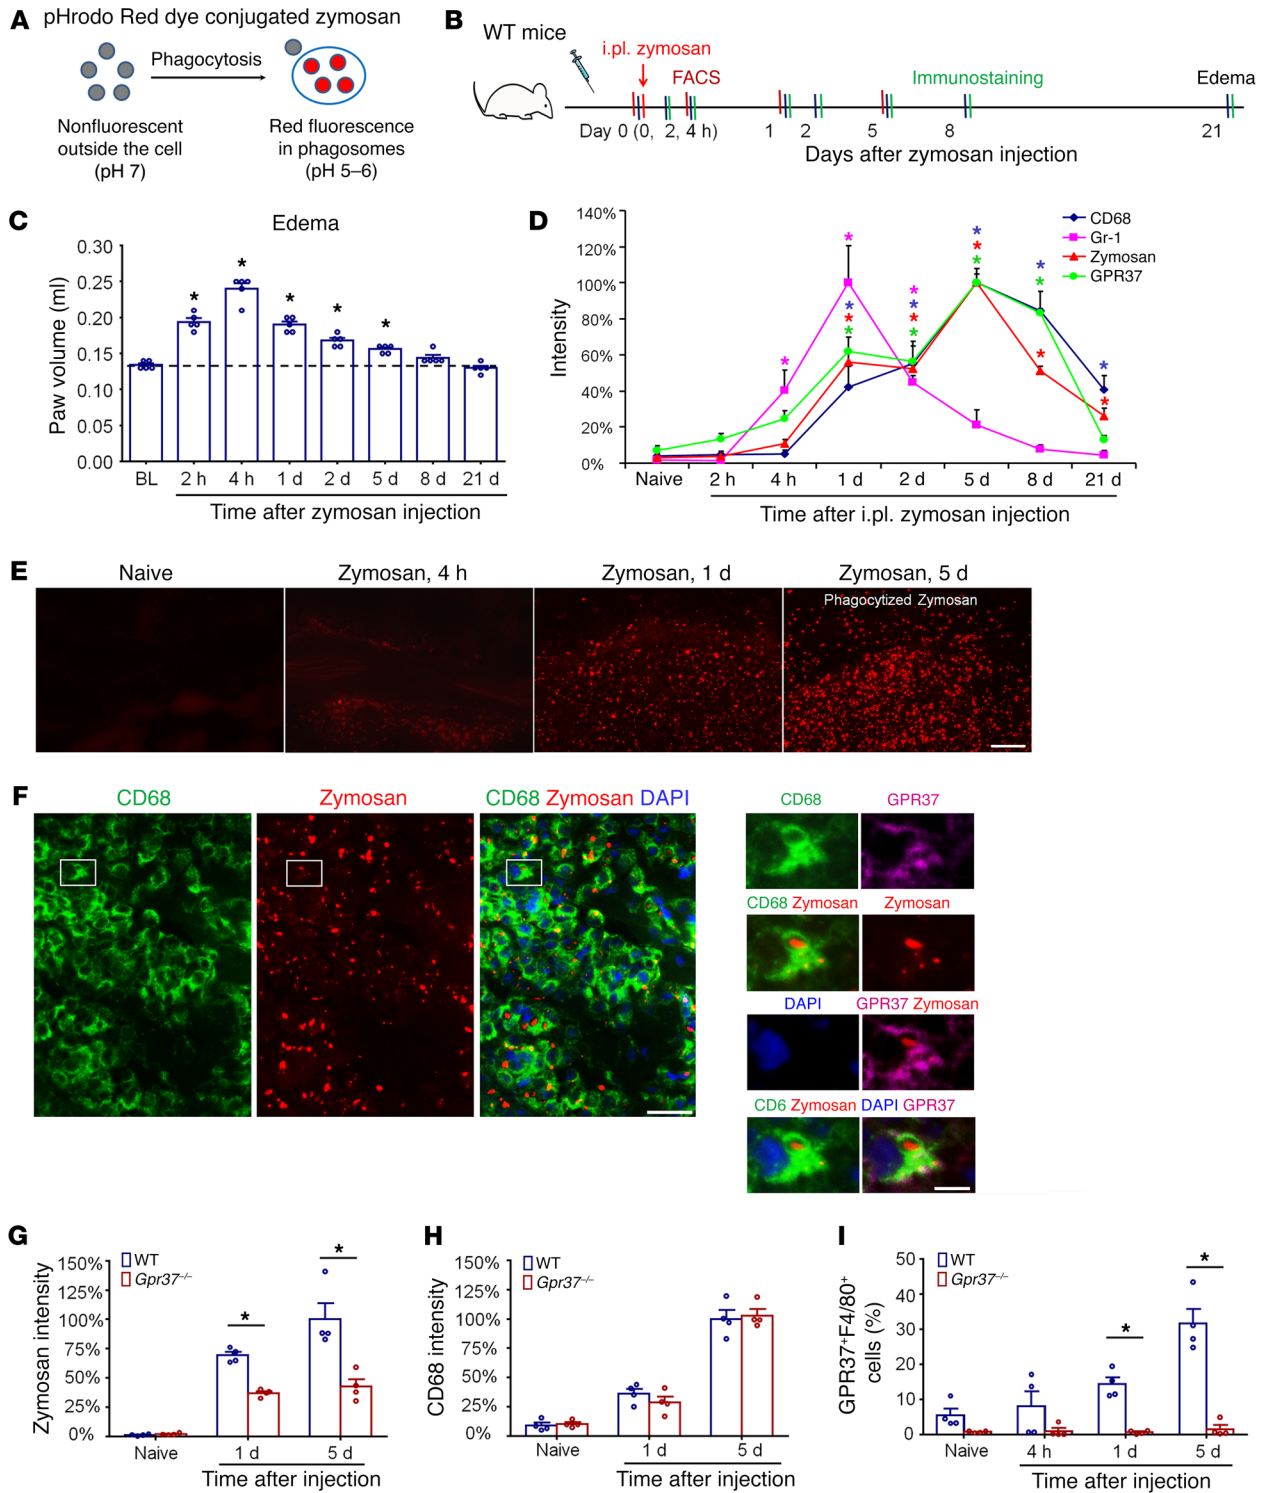 A
pHrodo Red dye conjugated zymosan
Phagocytosis
Nonfluorescent
outside the cell
(pH 7)
Red fluorescence
in phagosomes
(pH 5–6)
B
WT mice
i.pl. zymosan
FACS
Immunostaining
Edema
Day 0 (0, 2, 4 h) 1 2 5 8 21
Days after zymosan injection
C
Edema
Paw volume (ml)
0.30
0.25
0.20
0.15
0.10
0.05
0.00
* * * * *
BL 2 h 4 h 1 d 2 d 5 d 8 d 21 d
Time after zymosan injection
D
Intensity
140%
120%
100%
80%
60%
40%
20%
0%
CD68
Gr-1
Zymosan
GPR37
Naive 2 h 4 h 1 d 2 d 5 d 8 d 21 d
Time after i.pl. zymosan injection
E
Naive
Zymosan, 4 h
Zymosan, 1 d
Zymosan, 5 d
Phagocytized Zymosan
F
CD68
Zymosan
CD68 Zymosan DAPI
CD68
GPR37
CD68 Zymosan
Zymosan
DAPI
GPR37 Zymosan
CD6 Zymosan DAPI GPR37
G
Zymosan intensity
150%
125%
100%
75%
50%
25%
0%
WT
Gpr37–/–
* *
Naive 1 d 5 d
Time after injection
H
CD68 intensity
150%
125%
100%
75%
50%
25%
0%
WT
Gpr37–/–
Naive 1 d 5 d
Time after injection
I
GPR37+F4/80+
cells (%)
50
40
30
20
10
0
WT
Gpr37–/–
* *
Naive 4 h 1 d 5 d
Time after injection